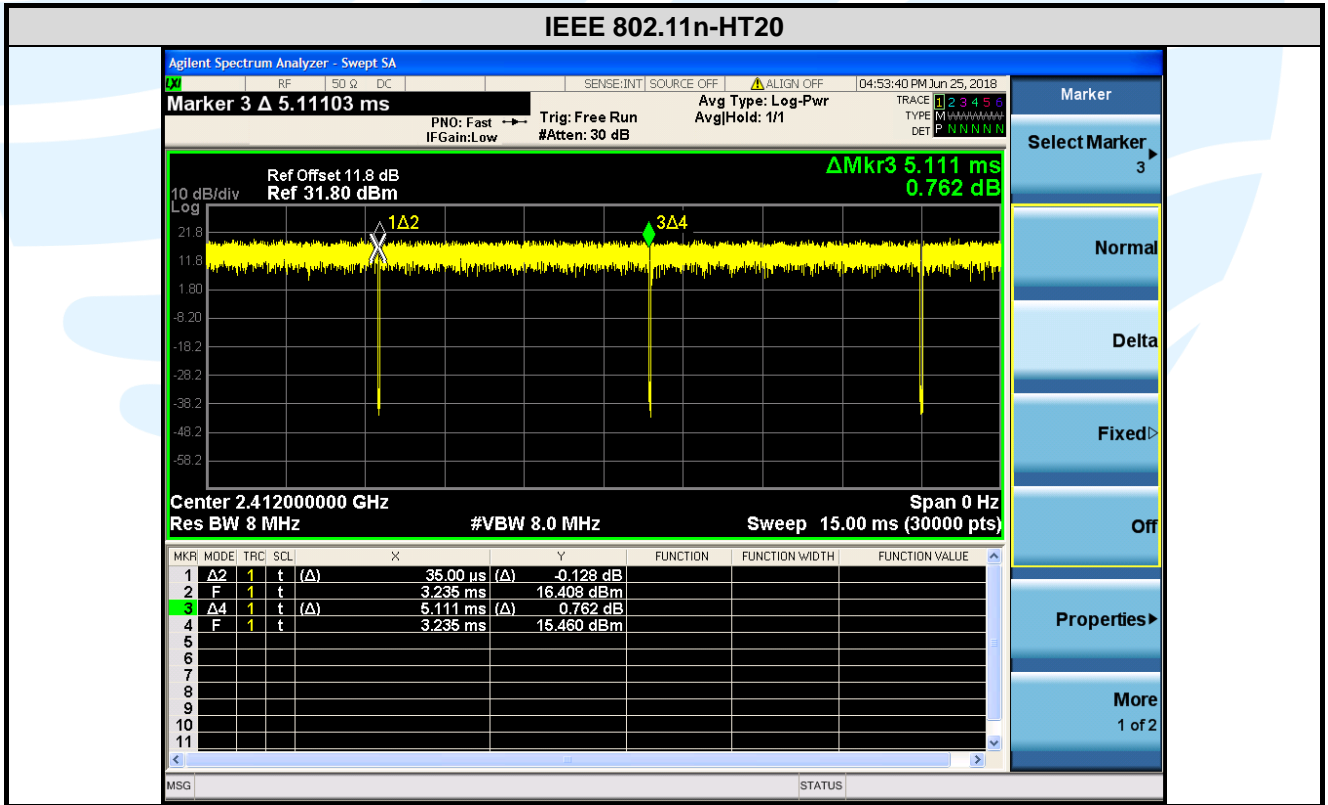 IEEE 802.11n-HT20
Agilent Spectrum Analyzer - Swept SA
LXI RF 50 Ω DC SENSE:INT SOURCE OFF ALIGN OFF 04:53:40 PM Jun 25, 2018
Marker 3 Δ 5.11103 ms
PNO: Fast Trig: Free Run Avg Type: Log-Pwr TRACE 1 2 3 4 5 6
IFGain:Low #Atten: 30 dB Avg|Hold: 1/1 TYPE M WWWWW
DET P N N N N N
Marker
Select Marker
3
Normal
Delta
Fixed
Off
Properties
More
1 of 2
ΔMkr3 5.111 ms
0.762 dB
Ref Offset 11.8 dB
10 dB/div Ref 31.80 dBm
Log
1Δ2
3Δ4
21.8
11.8
1.80
-8.20
-18.2
-28.2
-38.2
-48.2
-58.2
Center 2.412000000 GHz Span 0 Hz
Res BW 8 MHz #VBW 8.0 MHz Sweep 15.00 ms (30000 pts)
MKR MODE TRC SCL X Y FUNCTION FUNCTION WIDTH FUNCTION VALUE
1 Δ2 1 t (Δ) 35.00 µs (Δ) -0.128 dB
2 F 1 t 3.235 ms 16.408 dBm
3 Δ4 1 t (Δ) 5.111 ms (Δ) 0.762 dB
4 F 1 t 3.235 ms 15.460 dBm
5
6
7
8
9
10
11
MSG STATUS